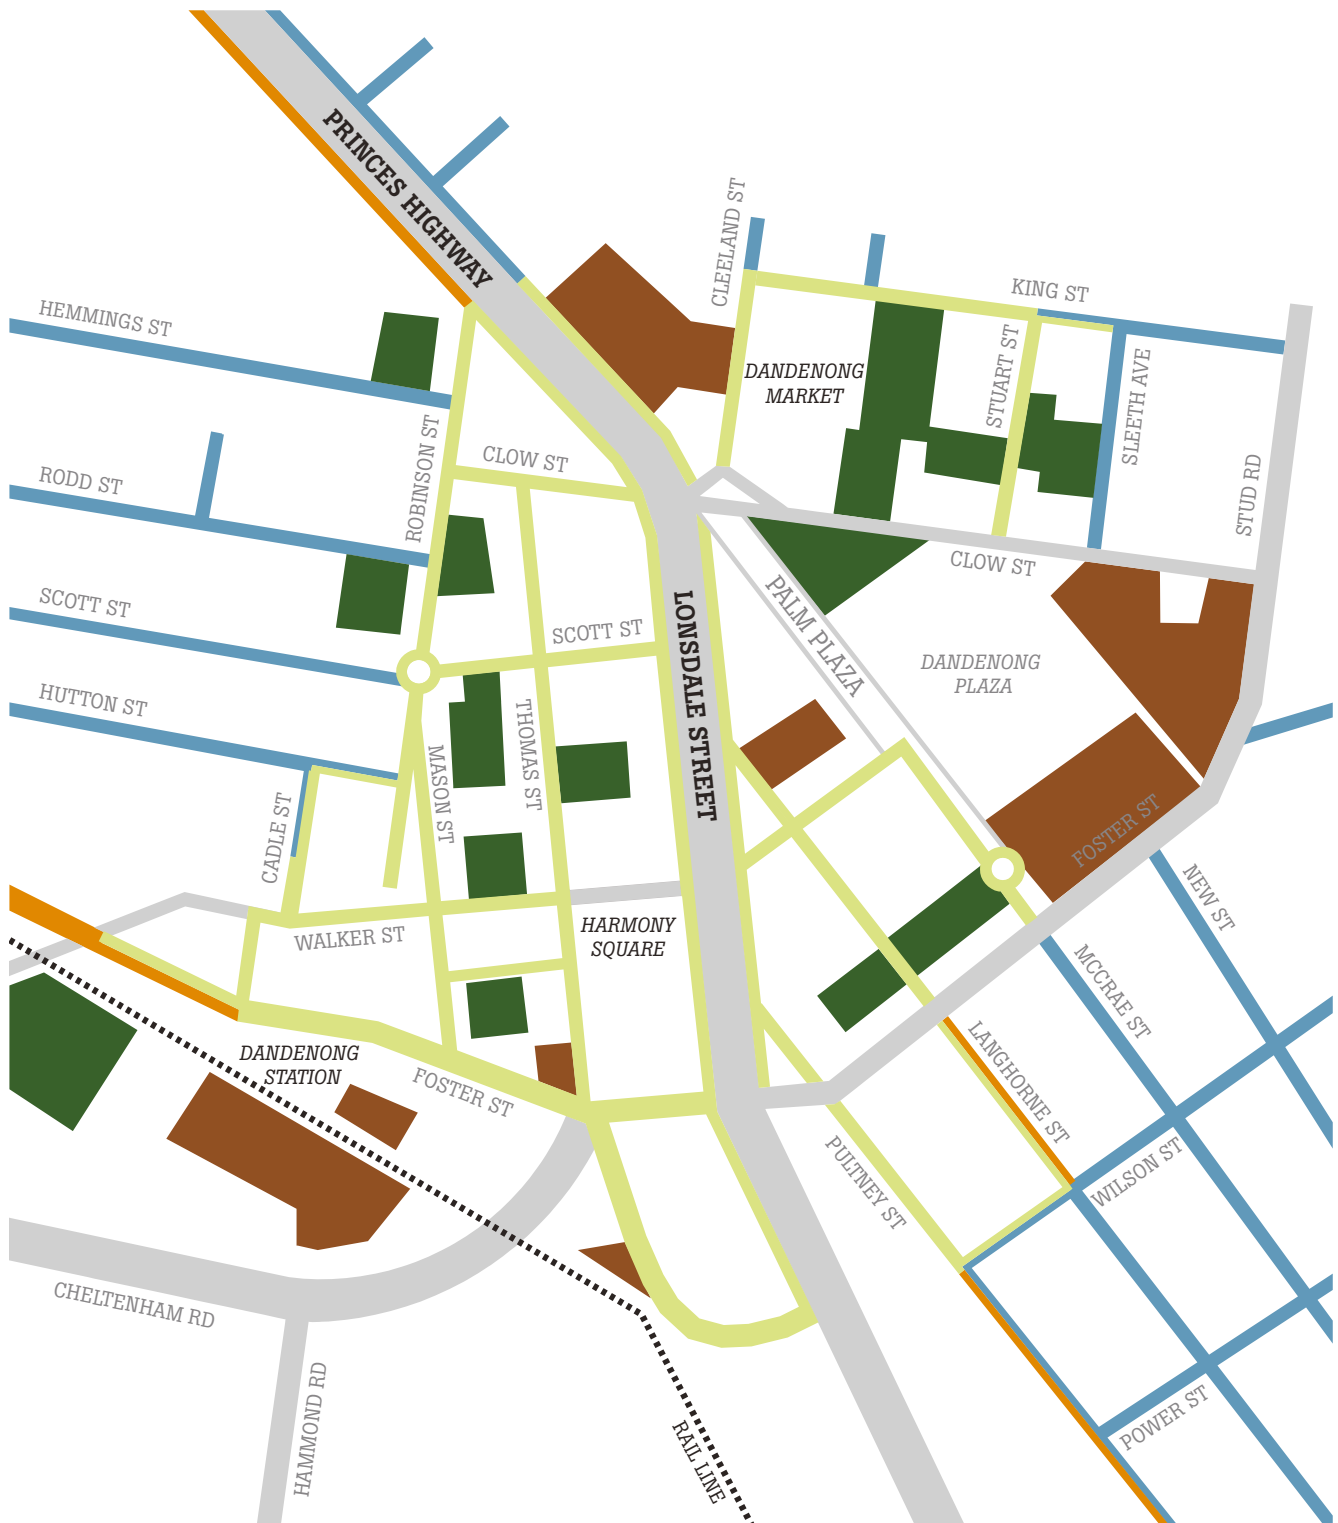 PRINCES HIGHWAY
CLEELAND ST
KING ST
HEMMINGS ST
STUART ST
DANDENONG
MARKET
SLEETH AVE
ROBINSON ST
CLOW ST
RODD ST
STUD RD
CLOW ST
SCOTT ST
PALM PLAZA
LONSDALE STREET
SCOTT ST
DANDENONG
PLAZA
HUTTON ST
THOMAS ST
MASON ST
CADLE ST
FOSTER ST
NEW ST
HARMONY
SQUARE
WALKER ST
MCCRAE ST
DANDENONG
STATION
LANGHORNE ST
FOSTER ST
PULTNEY ST
WILSON ST
CHELTENHAM RD
HAMMOND RD
POWER ST
RAIL LINE